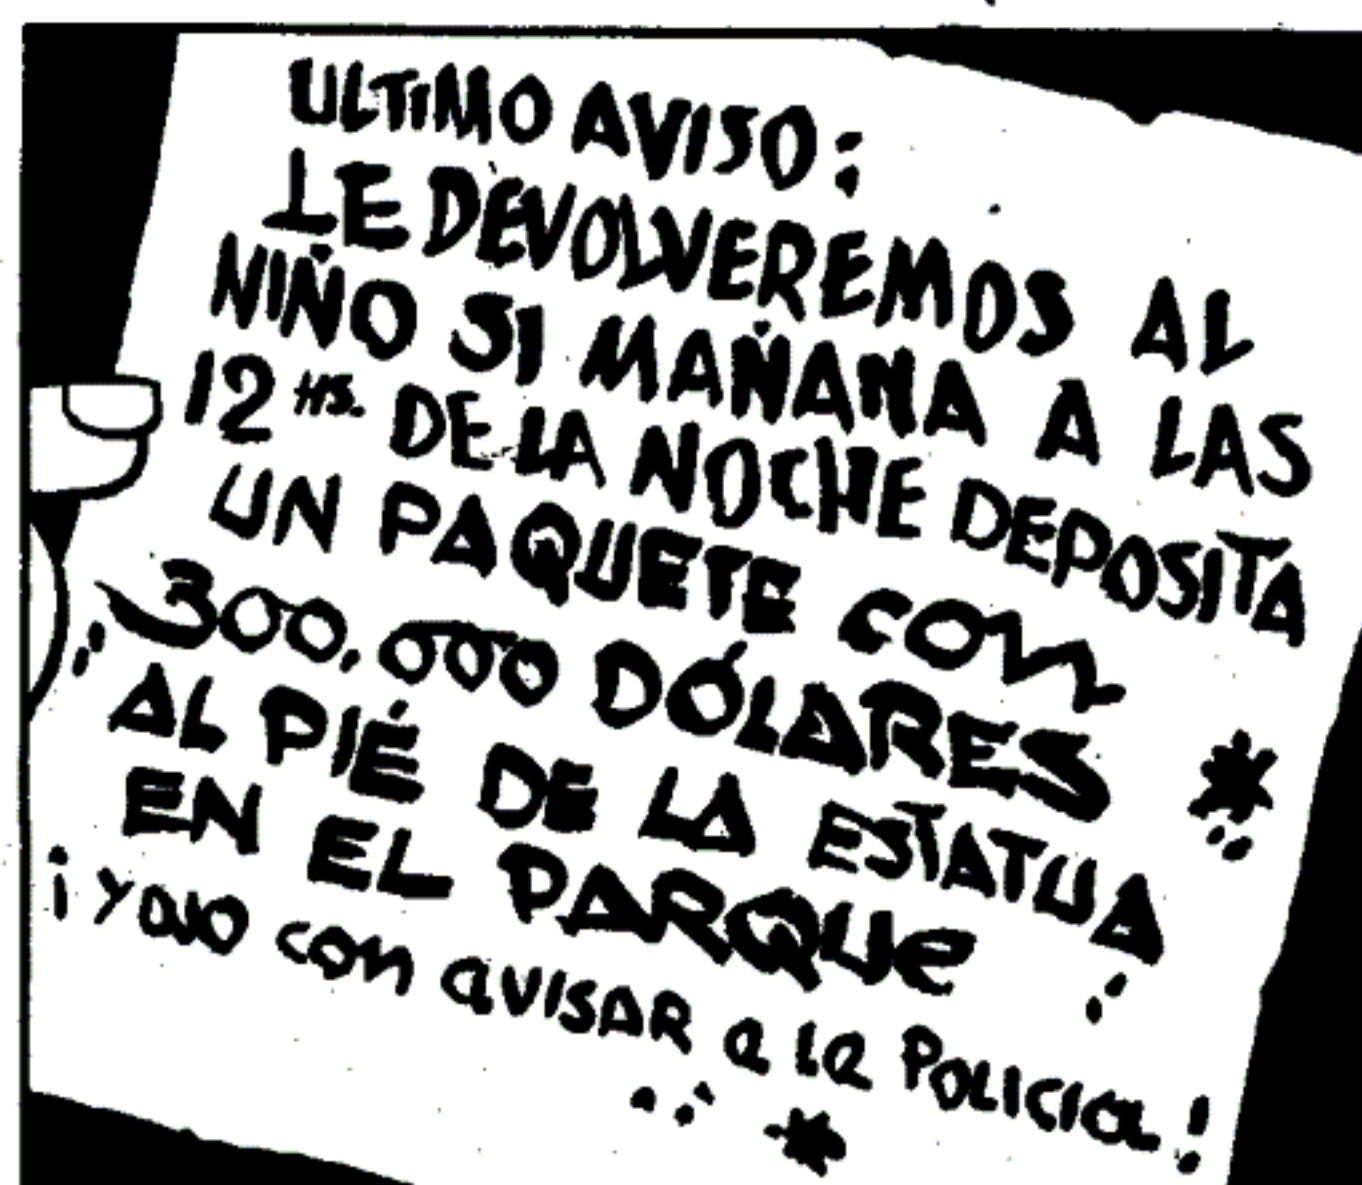 ULTIMO AVISO:
LE DEVOLVEREMOS AL
NIÑO SI MAÑANA A LAS
12 HS. DE LA NOCHE DEPOSITA
UN PAQUETE CON
300,000 DÓLARES
AL PIÉ DE LA ESTATUA
EN EL PARQUE
¡Y OJO CON AVISAR A LA POLICIA!